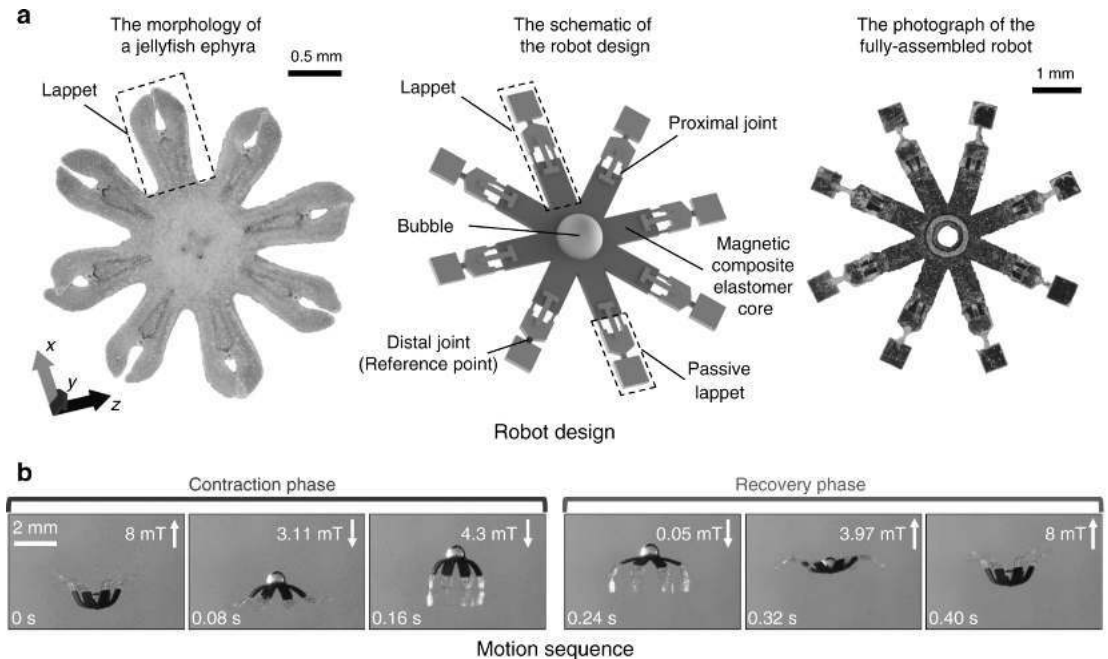 a
The morphology of
a jellyfish ephyra
0.5 mm
Lappet
x
y
z
The schematic of
the robot design
Lappet
Proximal joint
Bubble
Magnetic
composite
elastomer
core
Distal joint
(Reference point)
Passive
lappet
The photograph of the
fully-assembled robot
1 mm
Robot design
b
Contraction phase
Recovery phase
2 mm
8 mT
0 s
3.11 mT
0.08 s
4.3 mT
0.16 s
0.05 mT
0.24 s
3.97 mT
0.32 s
8 mT
0.40 s
Motion sequence